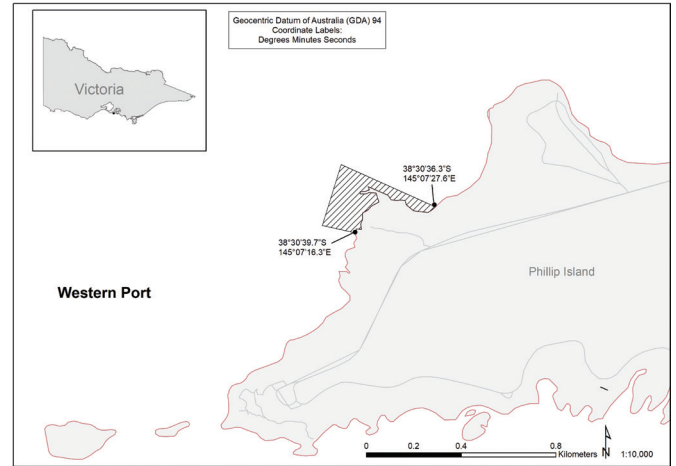 Geocentric Datum of Australia (GDA) 94
Coordinate Labels:
Degrees Minutes Seconds
Victoria
38°30'36.3"S
145°07'27.6"E
38°30'39.7"S
145°07'16.3"E
Phillip Island
Western Port
0 0.2 0.4 0.8
Kilometers N 1:10,000